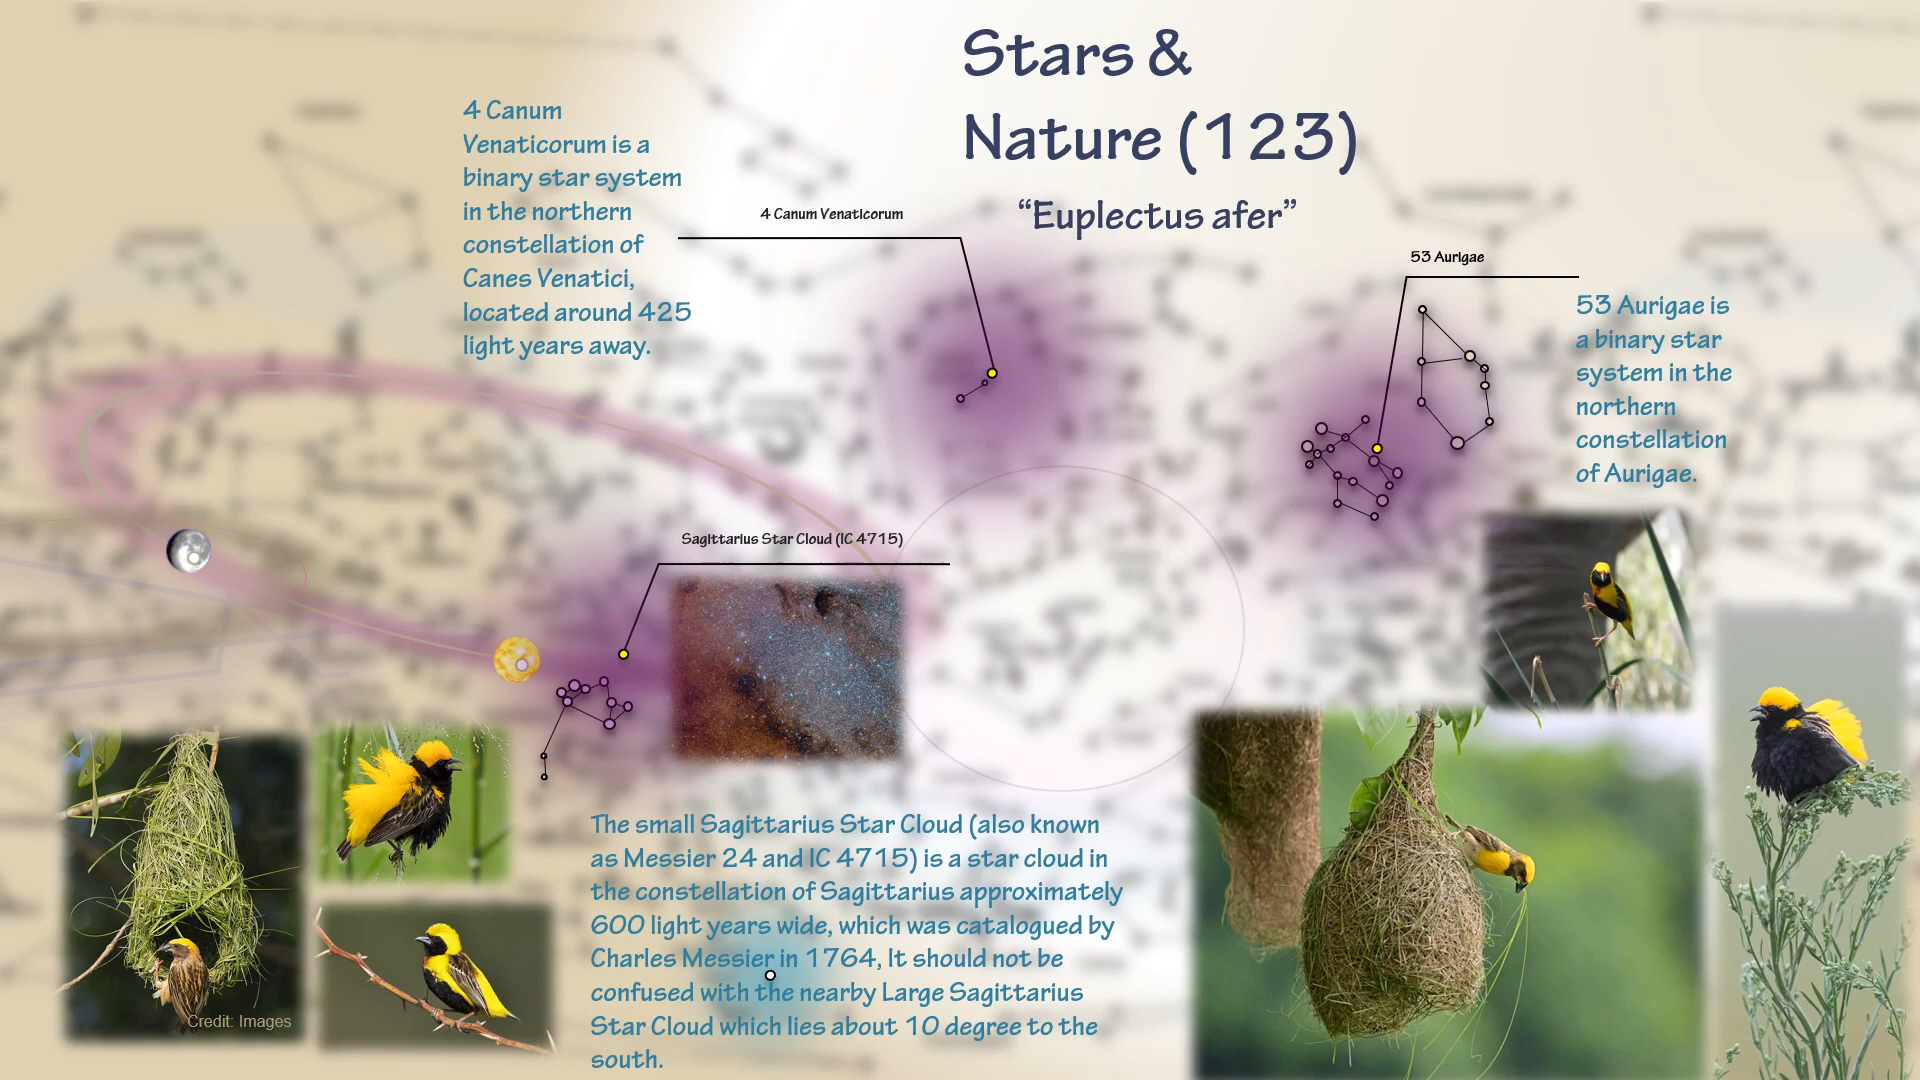 Stars &
Nature (123)
“Euplectus afer”
4 Canum
Venaticorum is a
binary star system
in the northern
constellation of
Canes Venatici,
located around 425
light years away.
4 Canum Venaticorum
53 Aurigae
53 Aurigae is
a binary star
system in the
northern
constellation
of Aurigae.
Sagittarius Star Cloud (IC 4715)
The small Sagittarius Star Cloud (also known
as Messier 24 and IC 4715) is a star cloud in
the constellation of Sagittarius approximately
600 light years wide, which was catalogued by
Charles Messier in 1764, It should not be
confused with the nearby Large Sagittarius
Star Cloud which lies about 10 degree to the
south.
Credit: Images